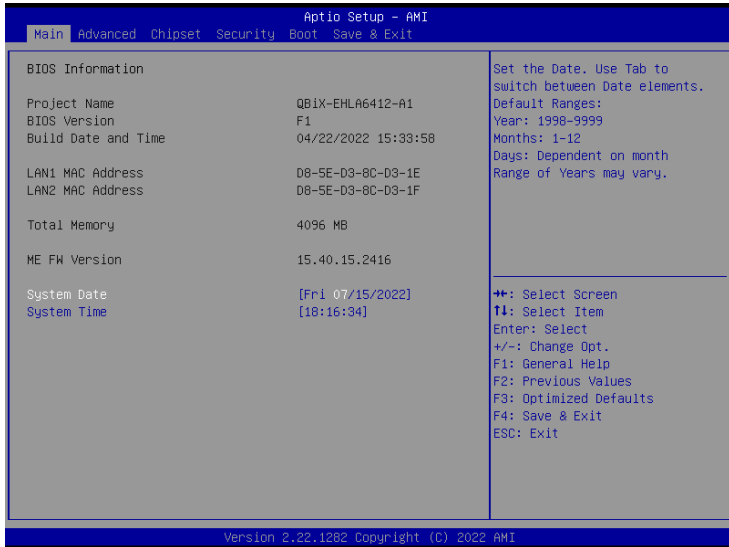 Aptio Setup – AMI
Main Advanced Chipset Security Boot Save & Exit
BIOS Information
Project Name QBiX-EHLA6412-A1
BIOS Version F1
Build Date and Time 04/22/2022 15:33:58
LAN1 MAC Address D8-5E-D3-8C-D3-1E
LAN2 MAC Address D8-5E-D3-8C-D3-1F
Total Memory 4096 MB
ME FW Version 15.40.15.2416
System Date [Fri 07/15/2022]
System Time [18:16:34]
Set the Date. Use Tab to
switch between Date elements.
Default Ranges:
Year: 1998-9999
Months: 1-12
Days: Dependent on month
Range of Years may vary.
→←: Select Screen
↑↓: Select Item
Enter: Select
+/-: Change Opt.
F1: General Help
F2: Previous Values
F3: Optimized Defaults
F4: Save & Exit
ESC: Exit
Version 2.22.1282 Copyright (C) 2022 AMI